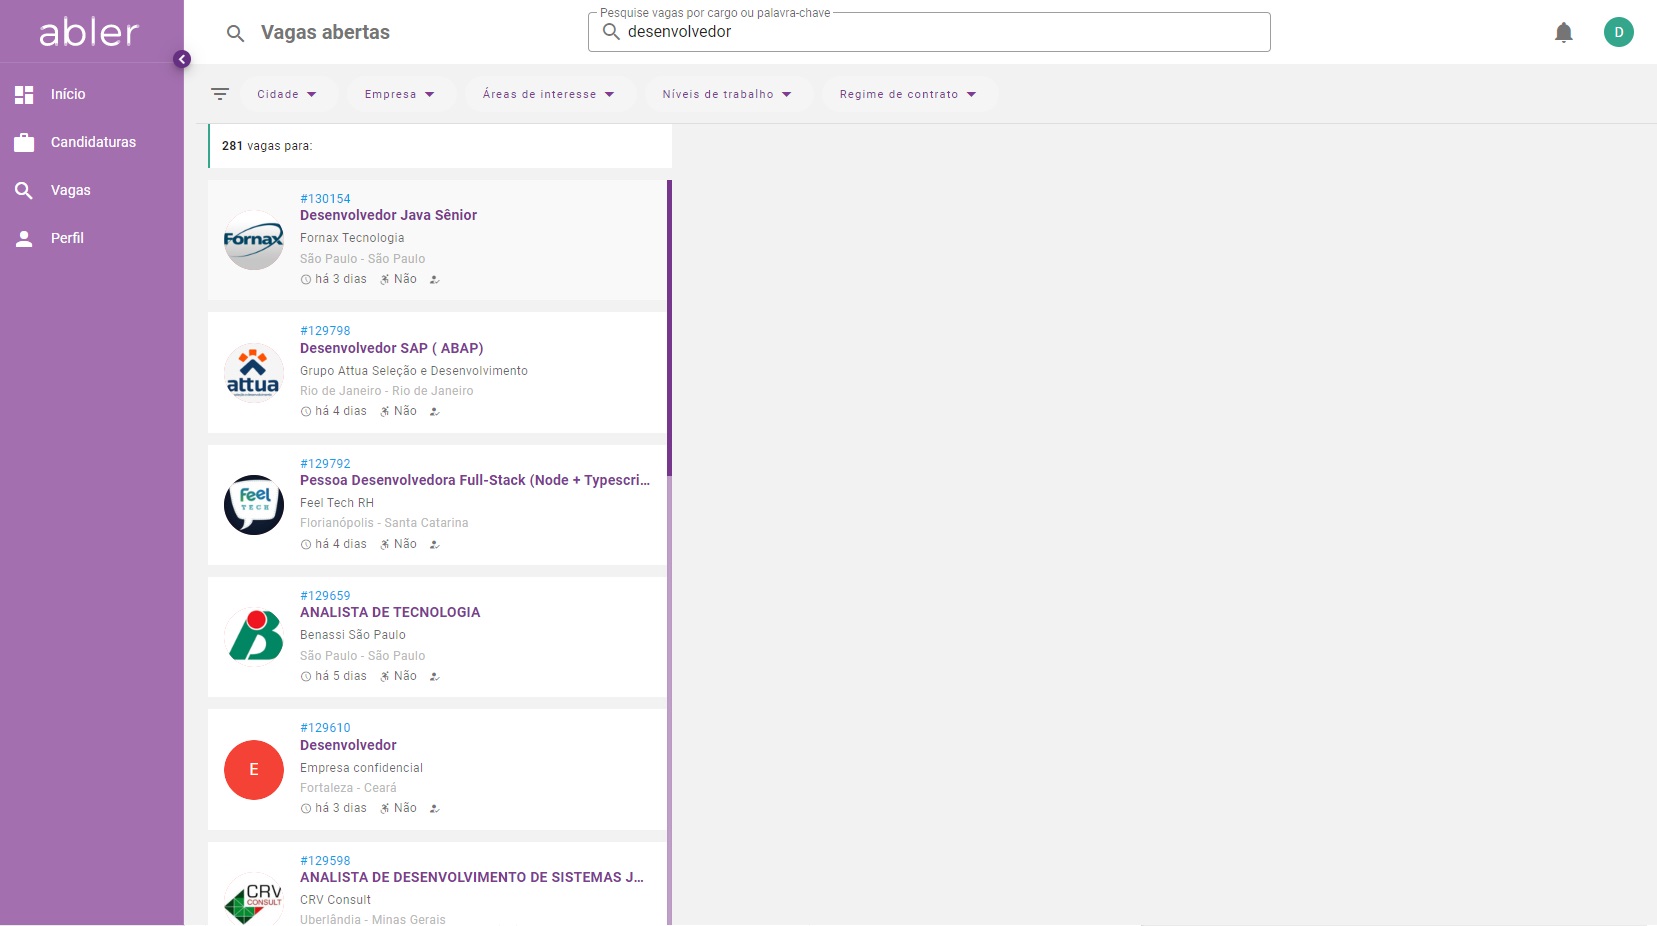 abler
Vagas abertas
Pesquise vagas por cargo ou palavra-chave
desenvolvedor
D
Início
Candidaturas
Vagas
Perfil
Cidade
Empresa
Áreas de interesse
Níveis de trabalho
Regime de contrato
281 vagas para:
#130154
Desenvolvedor Java Sênior
Fornax
Fornax Tecnologia
São Paulo - São Paulo
há 3 dias Não
#129798
Desenvolvedor SAP ( ABAP)
attua
Grupo Attua Seleção e Desenvolvimento
Rio de Janeiro - Rio de Janeiro
há 4 dias Não
#129792
Pessoa Desenvolvedora Full-Stack (Node + Typescri...
Feel
TECH
Feel Tech RH
Florianópolis - Santa Catarina
há 4 dias Não
#129659
ANALISTA DE TECNOLOGIA
B
Benassi São Paulo
São Paulo - São Paulo
há 5 dias Não
#129610
Desenvolvedor
E
Empresa confidencial
Fortaleza - Ceará
há 3 dias Não
#129598
ANALISTA DE DESENVOLVIMENTO DE SISTEMAS J...
CRV
CONSULT
CRV Consult
Uberlândia - Minas Gerais